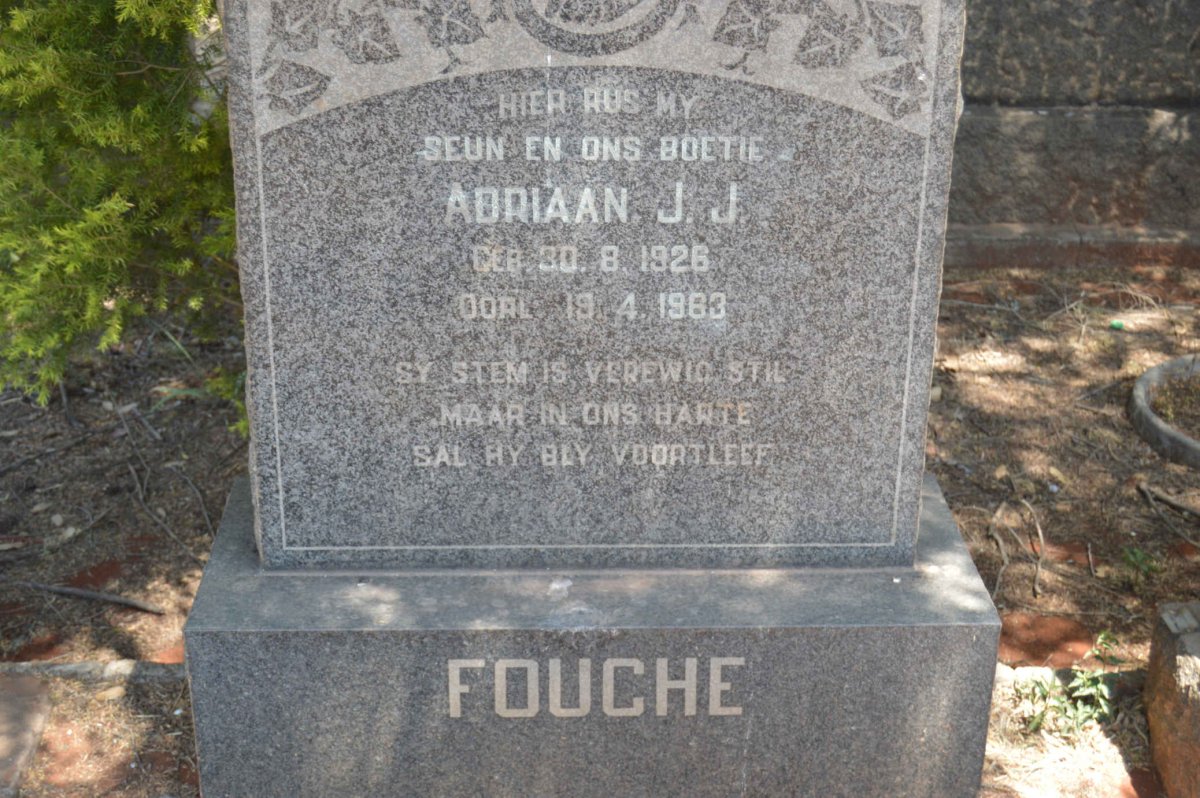 HIER RUS MY
SEUN EN ONS BOETIE
ADRIAAN J. J.
GEB. 30. 8. 1926
OORL. 19. 4. 1963
SY STEM IS VEREWIG STIL
MAAR IN ONS HARTE
SAL HY BLY VOORTLEEF
FOUCHE